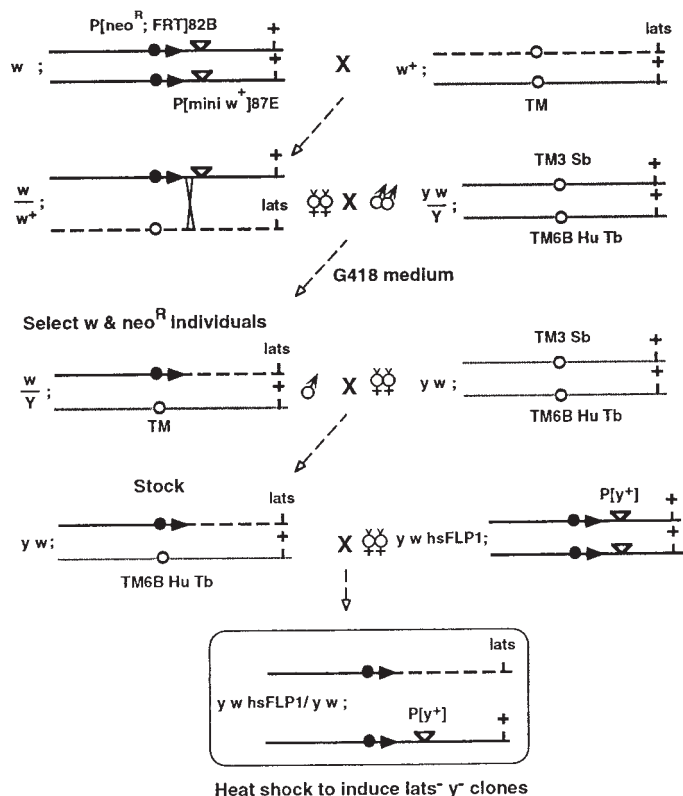 P[neoR; FRT]82B
+
lats
w ;
+
X
w+;
+
P[mini w+]87E
TM
+
TM3 Sb
+
w
w+
;
lats
X
y w
Y
;
+
TM6B Hu Tb
G418 medium
Select w & neoR individuals
lats
TM3 Sb
+
w
Y
;
+
X
y w;
+
TM
TM6B Hu Tb
Stock
lats
P[y+]
+
y w;
+
X
y w hsFLP1;
+
TM6B Hu Tb
lats
y w hsFLP1/ y w ;
P[y+]
+
Heat shock to induce lats- y- clones